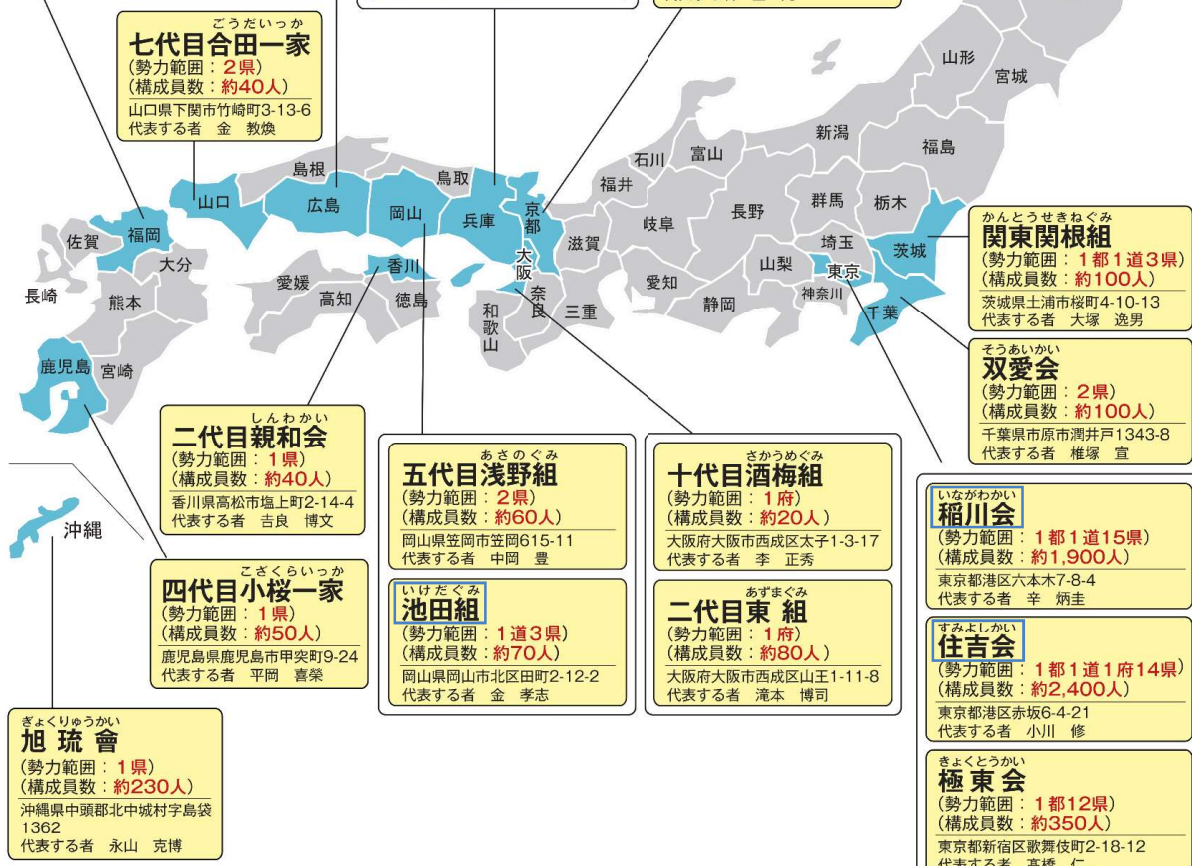 ごうだいっか
七代目合田一家
(勢力範囲：2県)
(構成員数：約40人)
山口県下関市竹崎町3-13-6
代表する者　金　教煥
山形
宮城
新潟
福島
石川
富山
島根
鳥取
福井
群馬
栃木
山口
広島
岡山
兵庫
京都
岐阜
長野
佐賀
福岡
滋賀
埼玉
茨城
大分
香川
大阪
山梨
東京
愛媛
高知
徳島
奈良
愛知
神奈川
長崎
熊本
和歌山
三重
静岡
千葉
鹿児島
宮崎
沖縄
かんとうせきねぐみ
関東関根組
(勢力範囲：1都1道3県)
(構成員数：約100人)
茨城県土浦市桜町4-10-13
代表する者　大塚　逸男
そうあいかい
双愛会
(勢力範囲：2県)
(構成員数：約100人)
千葉県市原市潤井戸1343-8
代表する者　椎塚　宣
しんわかい
二代目親和会
(勢力範囲：1県)
(構成員数：約40人)
香川県高松市塩上町2-14-4
代表する者　吉良　博文
あさのぐみ
五代目浅野組
(勢力範囲：2県)
(構成員数：約60人)
岡山県笠岡市笠岡615-11
代表する者　中岡　豊
さかうめぐみ
十代目酒梅組
(勢力範囲：1府)
(構成員数：約20人)
大阪府大阪市西成区太子1-3-17
代表する者　李　正秀
いながわかい
稲川会
(勢力範囲：1都1道15県)
(構成員数：約1,900人)
東京都港区六本木7-8-4
代表する者　辛　炳圭
こざくらいっか
四代目小桜一家
(勢力範囲：1県)
(構成員数：約50人)
鹿児島県鹿児島市甲突町9-24
代表する者　平岡　喜榮
いけだぐみ
池田組
(勢力範囲：1道3県)
(構成員数：約70人)
岡山県岡山市北区田町2-12-2
代表する者　金　孝志
あずまぐみ
二代目東 組
(勢力範囲：1府)
(構成員数：約80人)
大阪府大阪市西成区山王1-11-8
代表する者　滝本　博司
すみよしかい
住吉会
(勢力範囲：1都1道1府14県)
(構成員数：約2,400人)
東京都港区赤坂6-4-21
代表する者　小川　修
ぎょくりゅうかい
旭 琉 會
(勢力範囲：1県)
(構成員数：約230人)
沖縄県中頭郡北中城村字島袋
1362
代表する者　永山　克博
きょくとうかい
極 東 会
(勢力範囲：1都12県)
(構成員数：約350人)
東京都新宿区歌舞伎町2-18-12
代表する者　髙橋　仁